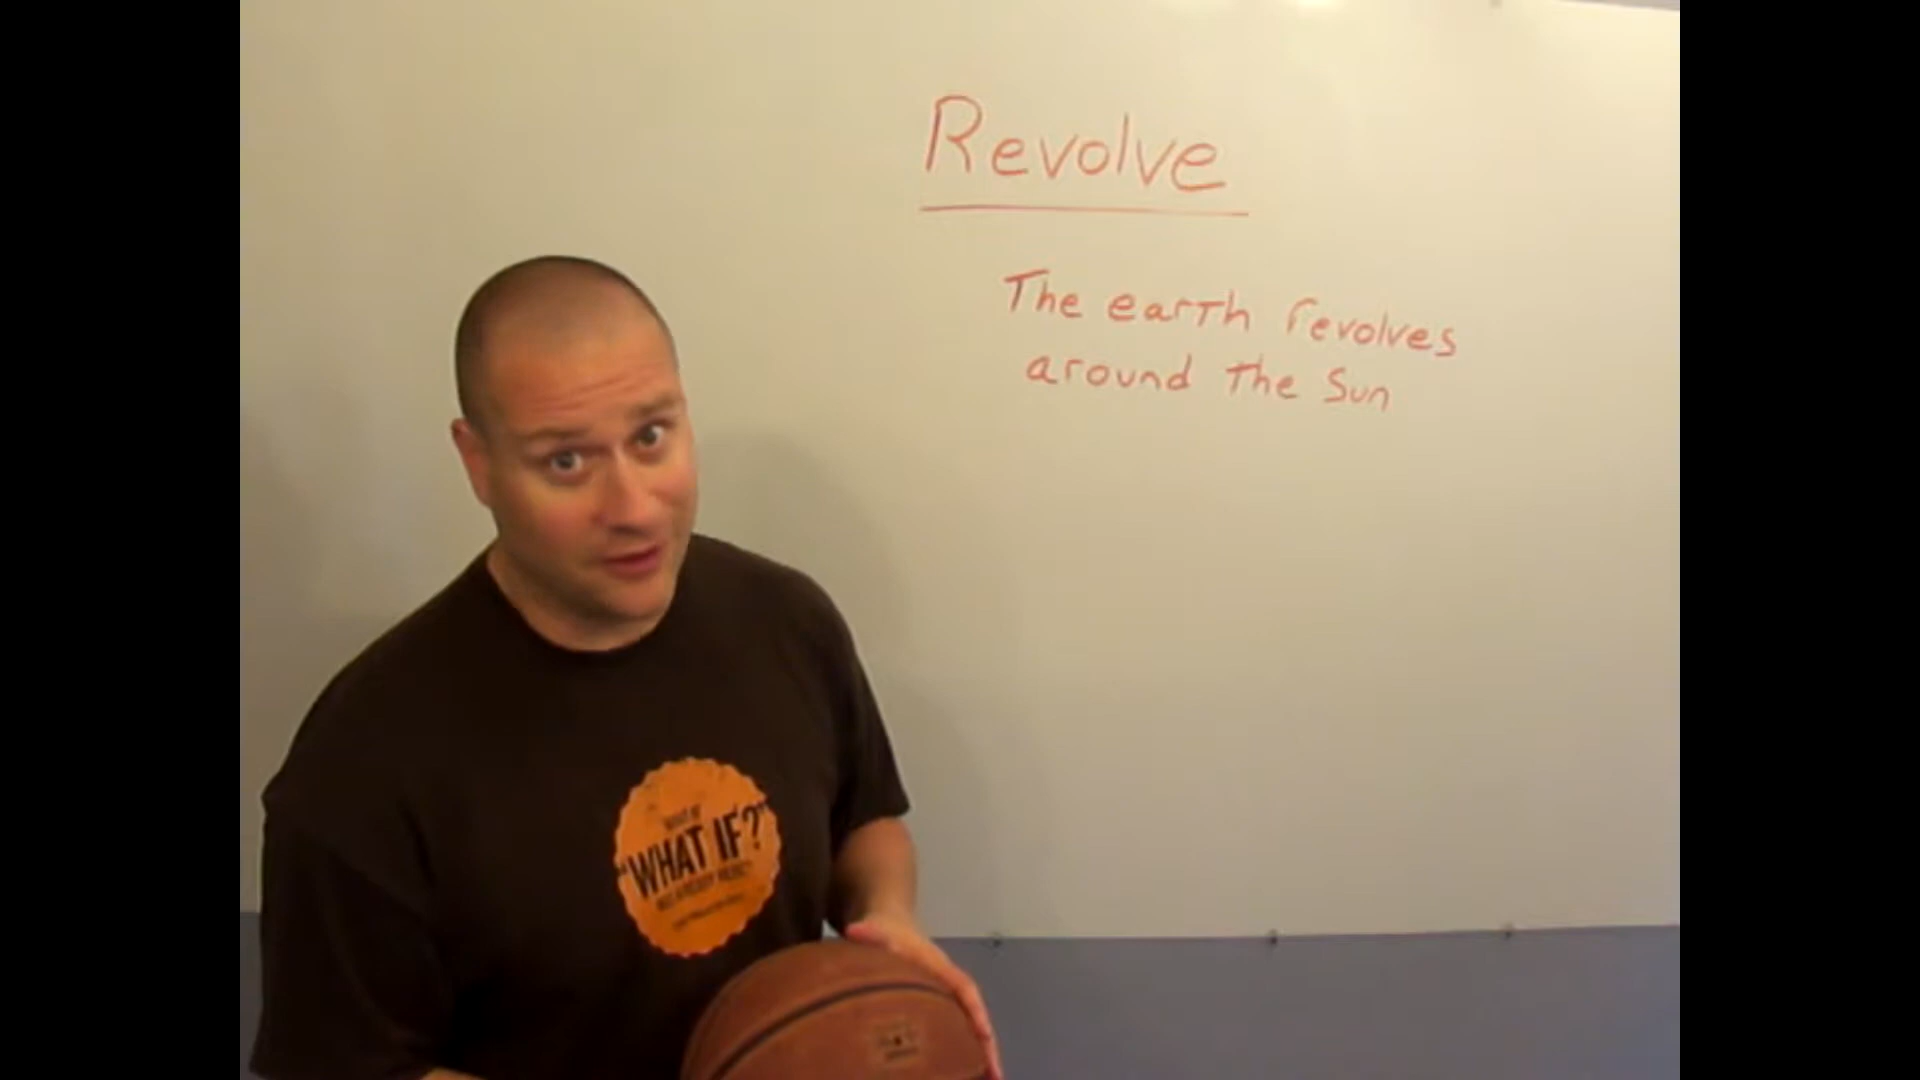 Revolve
The earth revolves
around the Sun
"WHAT IF?"